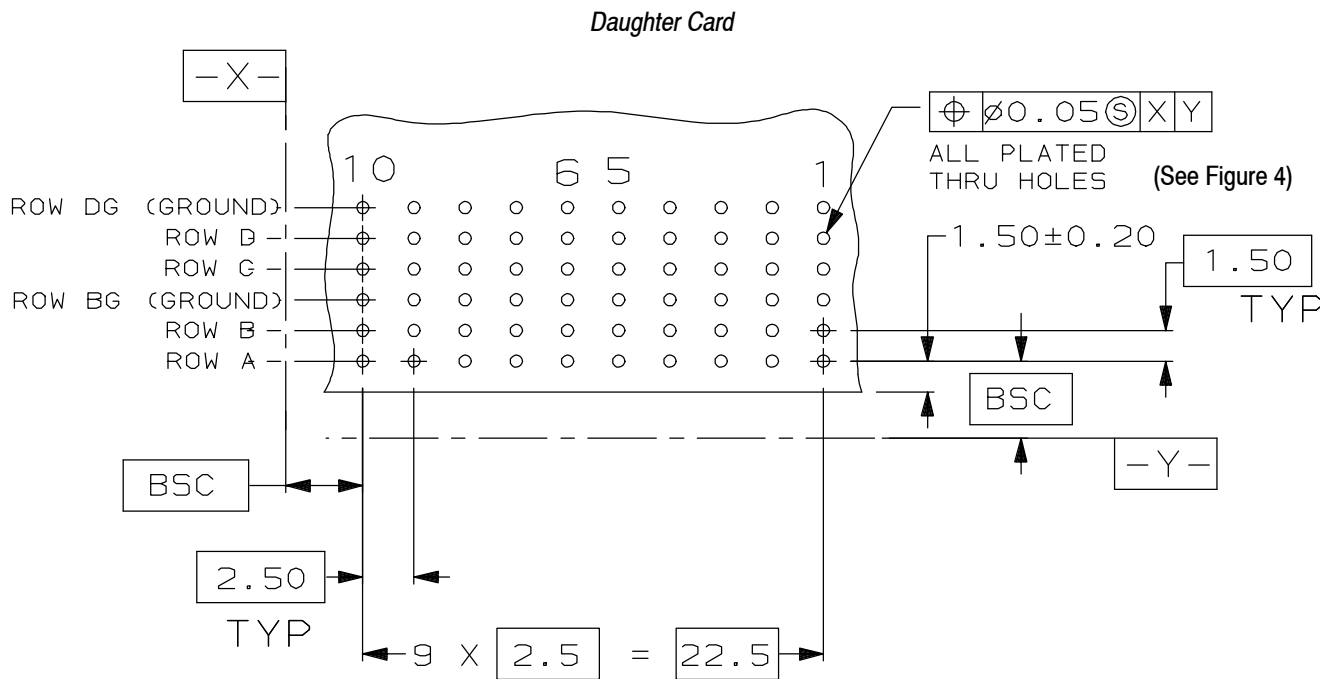 Daughter Card
-X-
⌖ ⌀0.05Ⓢ X Y
ALL PLATED
THRU HOLES
(See Figure 4)
10 6 5 1
ROW DG (GROUND)
ROW D
ROW C
ROW BG (GROUND)
ROW B
ROW A
1.50±0.20
1.50
TYP
BSC
-Y-
BSC
2.50
TYP
9 X 2.5 = 22.5